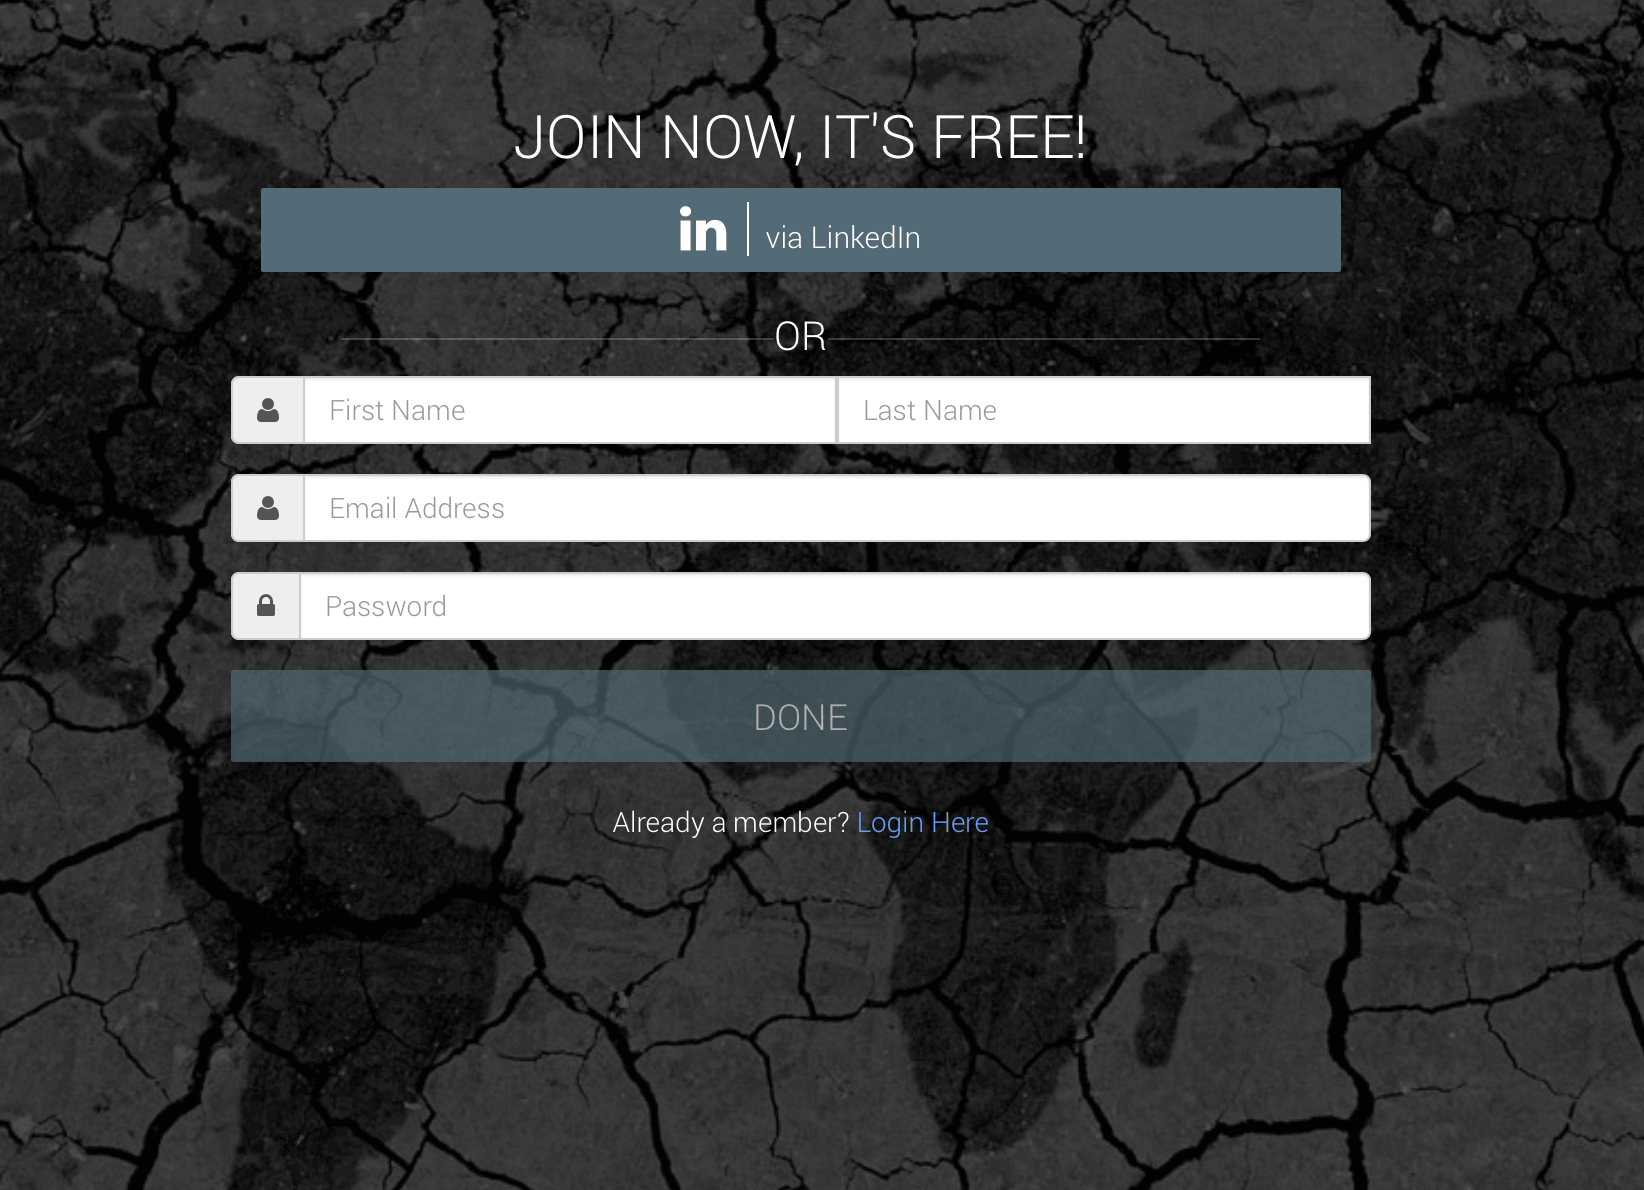 JOIN NOW, IT'S FREE!
in | via LinkedIn
OR
First Name Last Name
Email Address
Password
DONE
Already a member? Login Here